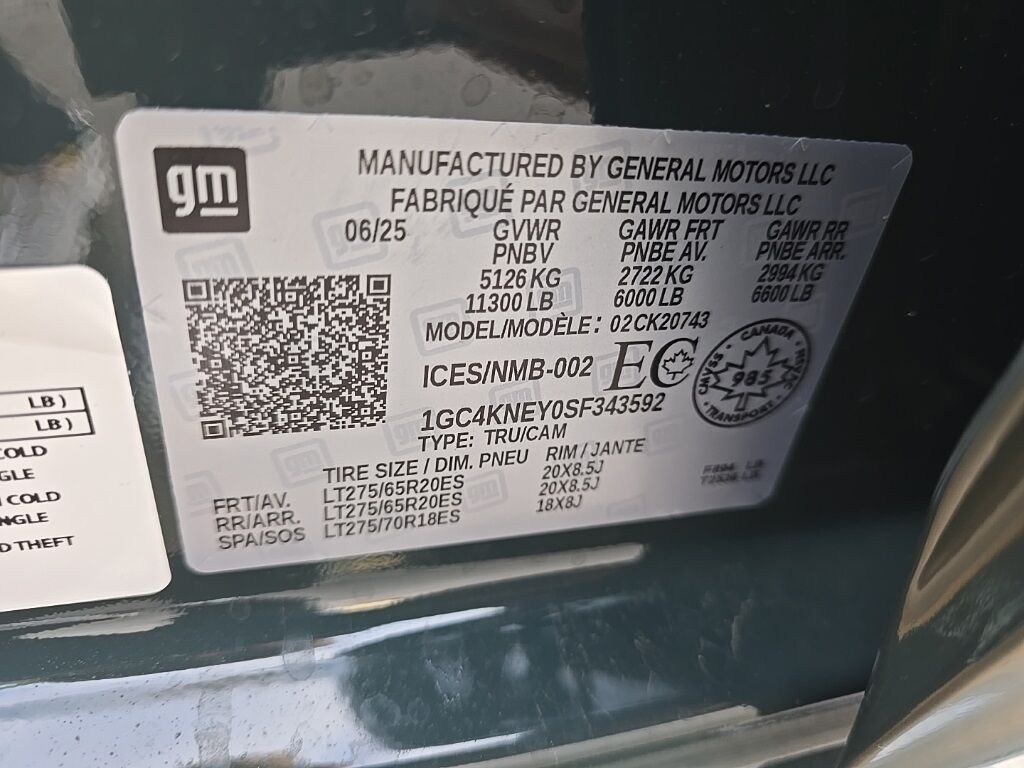 gm
MANUFACTURED BY GENERAL MOTORS LLC
FABRIQUÉ PAR GENERAL MOTORS LLC
06/25 GVWR GAWR FRT GAWR RR
PNBV PNBE AV. PNBE ARR.
5126 KG 2722 KG 2994 KG
11300 LB 6000 LB 6600 LB
MODEL/MODÈLE: 02CK20743
ICES/NMB-002 EC
CANADA
CMVSS 985 NSVAC
TRANSPORT
1GC4KNEY0SF343592
TYPE: TRU/CAM
TIRE SIZE / DIM. PNEU RIM / JANTE
FRT/AV. LT275/65R20ES 20X8.5J
RR/ARR. LT275/65R20ES 20X8.5J
SPA/SOS LT275/70R18ES 18X8J
LB )
LB )
COLD
NGLE
COLD
NGLE
D THEFT